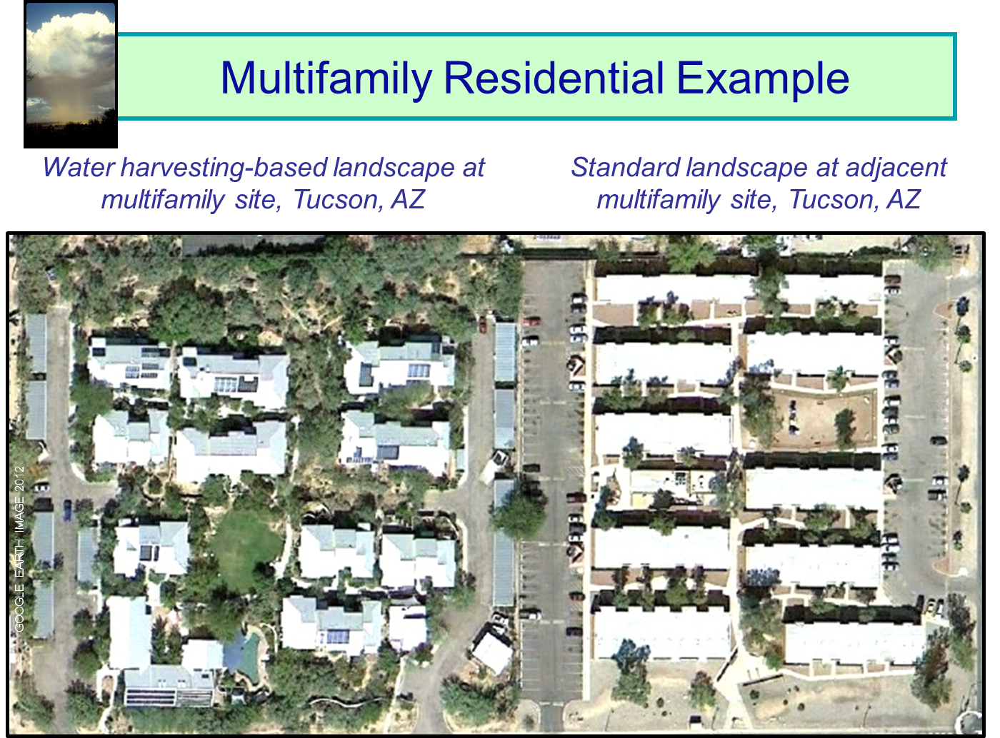 Multifamily Residential Example
Water harvesting-based landscape at
multifamily site, Tucson, AZ
Standard landscape at adjacent
multifamily site, Tucson, AZ
GOOGLE EARTH IMAGE 2012